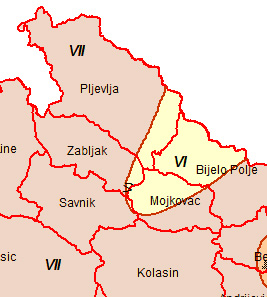 VII
Pljevlja
Zabljak
VI
Bijelo Polje
Savnik
Mojkovac
VII
Kolasin